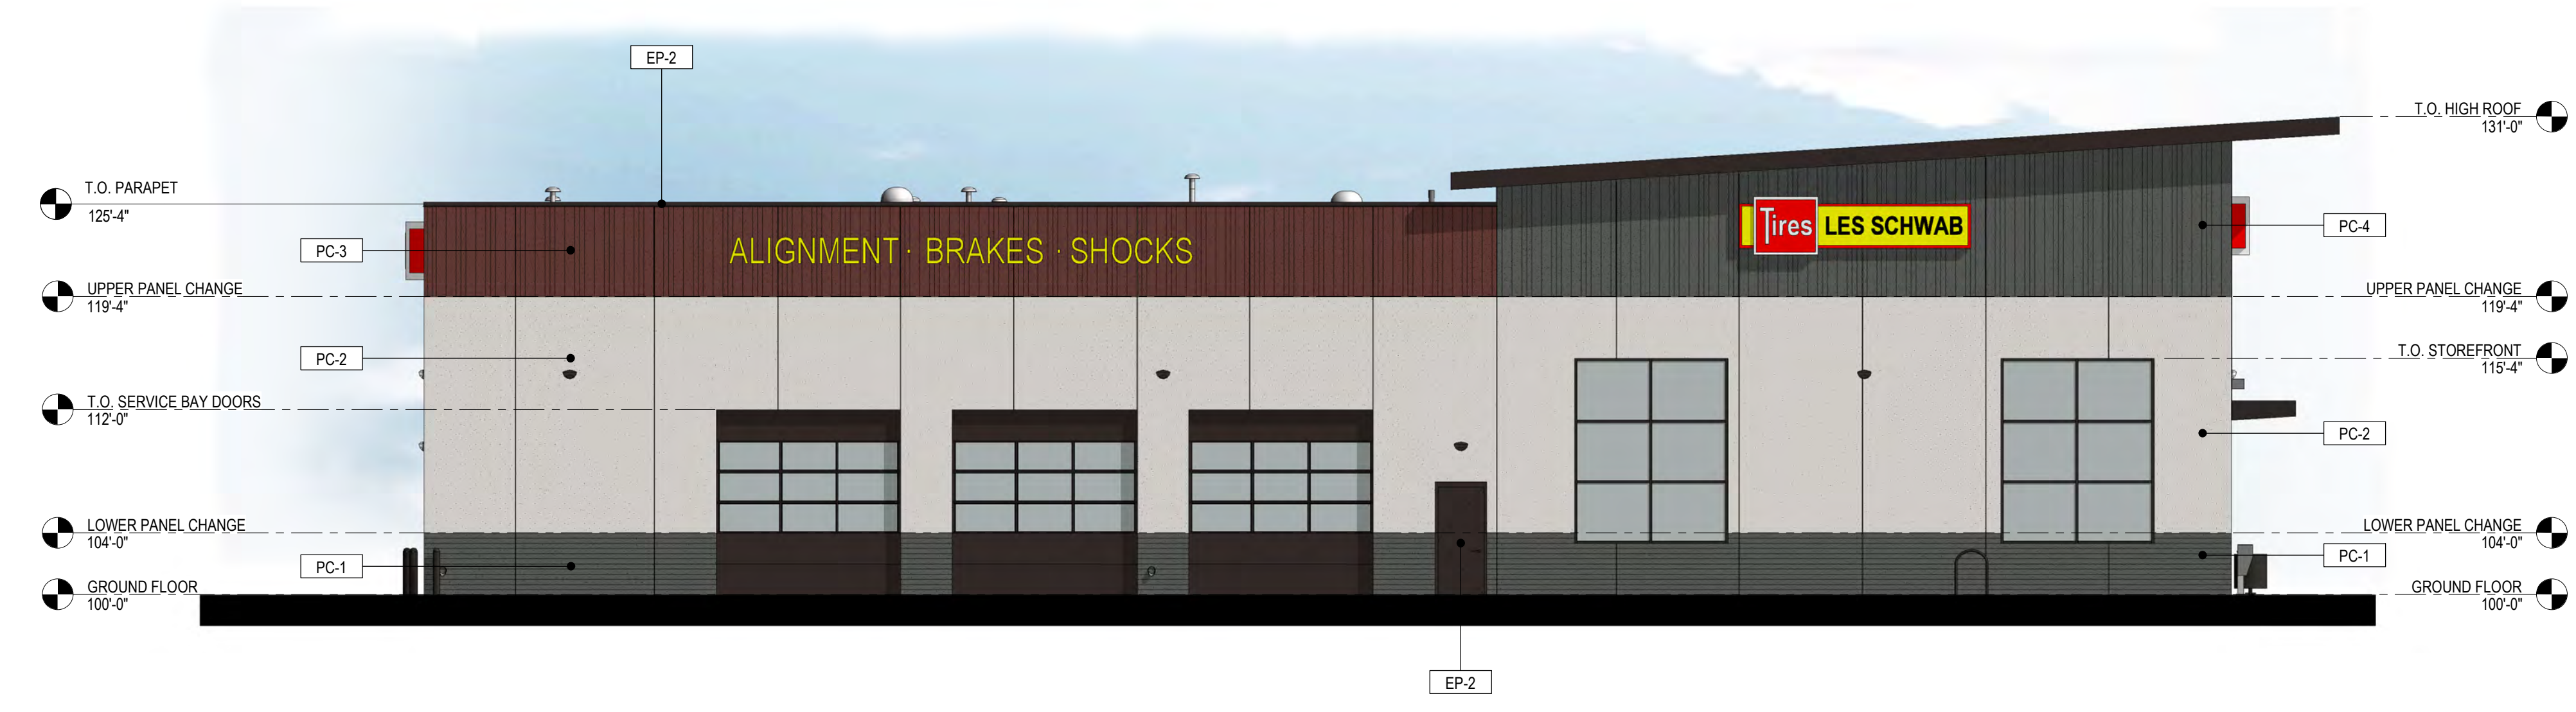 EP-2
T.O. HIGH ROOF
131'-0"
T.O. PARAPET
125'-4"
PC-3
ALIGNMENT · BRAKES · SHOCKS
Tires LES SCHWAB
PC-4
UPPER PANEL CHANGE
119'-4"
UPPER PANEL CHANGE
119'-4"
PC-2
T.O. STOREFRONT
115'-4"
T.O. SERVICE BAY DOORS
112'-0"
PC-2
LOWER PANEL CHANGE
104'-0"
LOWER PANEL CHANGE
104'-0"
PC-1
PC-1
GROUND FLOOR
100'-0"
GROUND FLOOR
100'-0"
EP-2